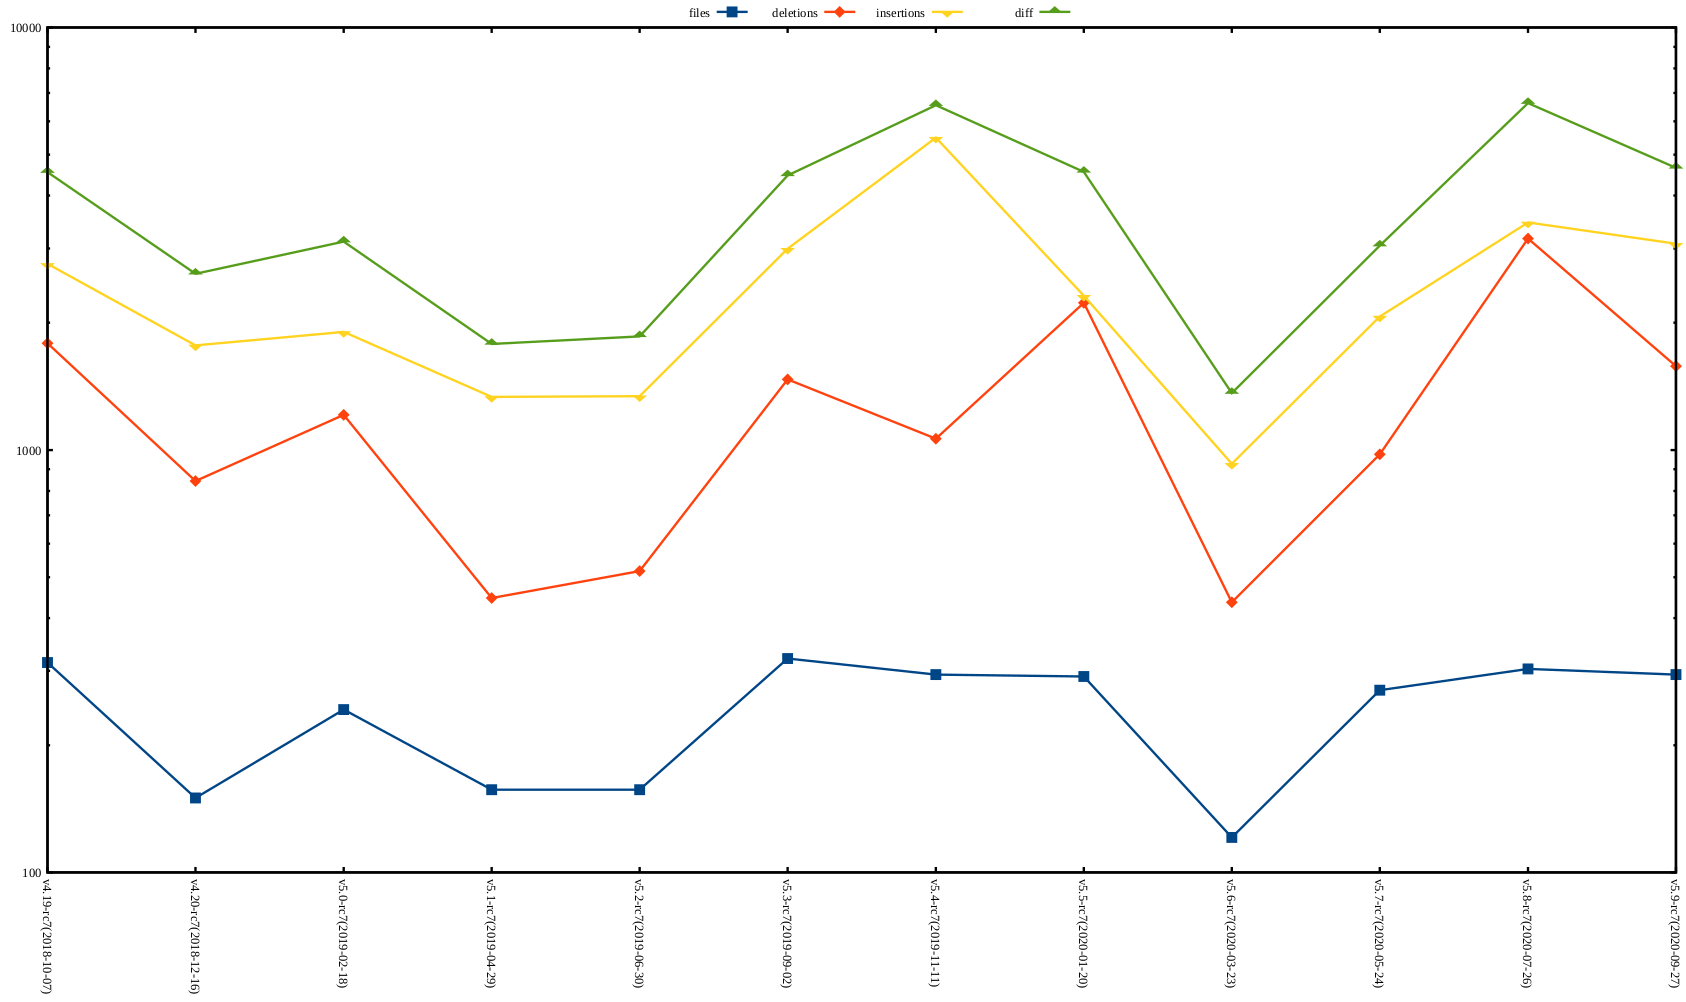 files deletions insertions diff
10000
1000
100
v4.19-rc7(2018-10-07)
v4.20-rc7(2018-12-16)
v5.0-rc7(2019-02-18)
v5.1-rc7(2019-04-29)
v5.2-rc7(2019-06-30)
v5.3-rc7(2019-09-02)
v5.4-rc7(2019-11-11)
v5.5-rc7(2020-01-20)
v5.6-rc7(2020-03-23)
v5.7-rc7(2020-05-24)
v5.8-rc7(2020-07-26)
v5.9-rc7(2020-09-27)